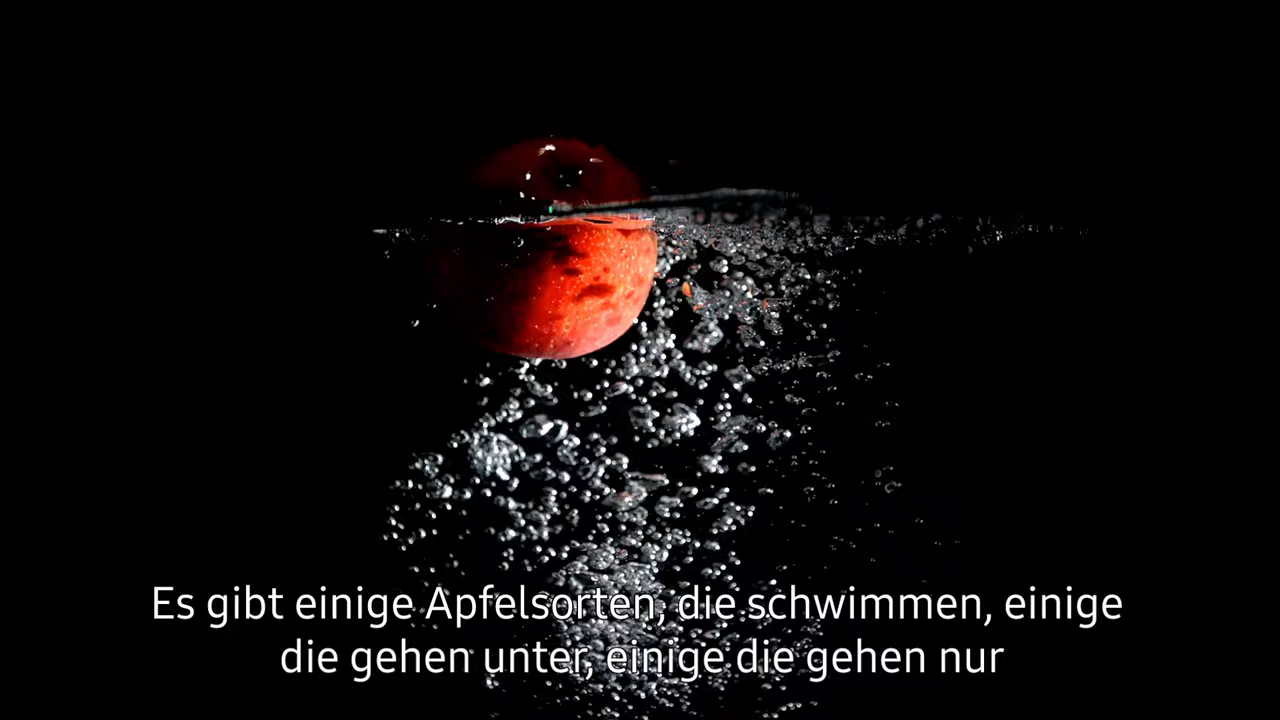 Es gibt einige Apfelsorten, die schwimmen, einige
die gehen unter, einige die gehen nur